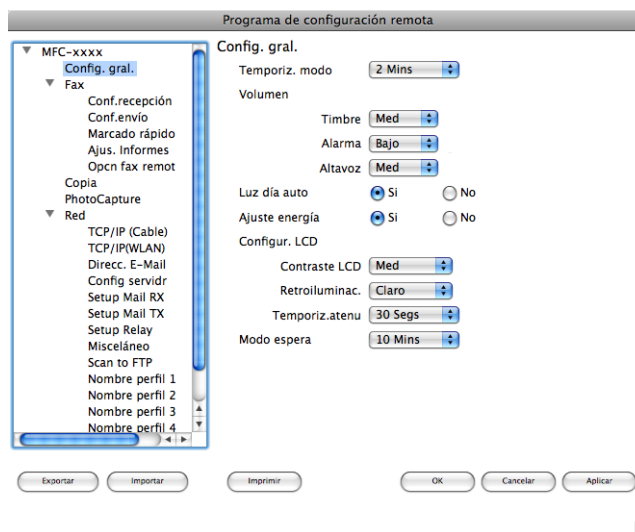 Programa de configuración remota
MFC-xxxx
Config. gral.
Fax
Conf.recepción
Conf.envío
Marcado rápido
Ajus. Informes
Opcn fax remot
Copia
PhotoCapture
Red
TCP/IP (Cable)
TCP/IP(WLAN)
Direcc. E-Mail
Config servidr
Setup Mail RX
Setup Mail TX
Setup Relay
Misceláneo
Scan to FTP
Nombre perfil 1
Nombre perfil 2
Nombre perfil 3
Nombre perfil 4
Config. gral.
Temporiz. modo 2 Mins
Volumen
Timbre Med
Alarma Bajo
Altavoz Med
Luz día auto Si No
Ajuste energía Si No
Configur. LCD
Contraste LCD Med
Retroiluminac. Claro
Temporiz.atenu 30 Segs
Modo espera 10 Mins
Exportar Importar Imprimir OK Cancelar Aplicar